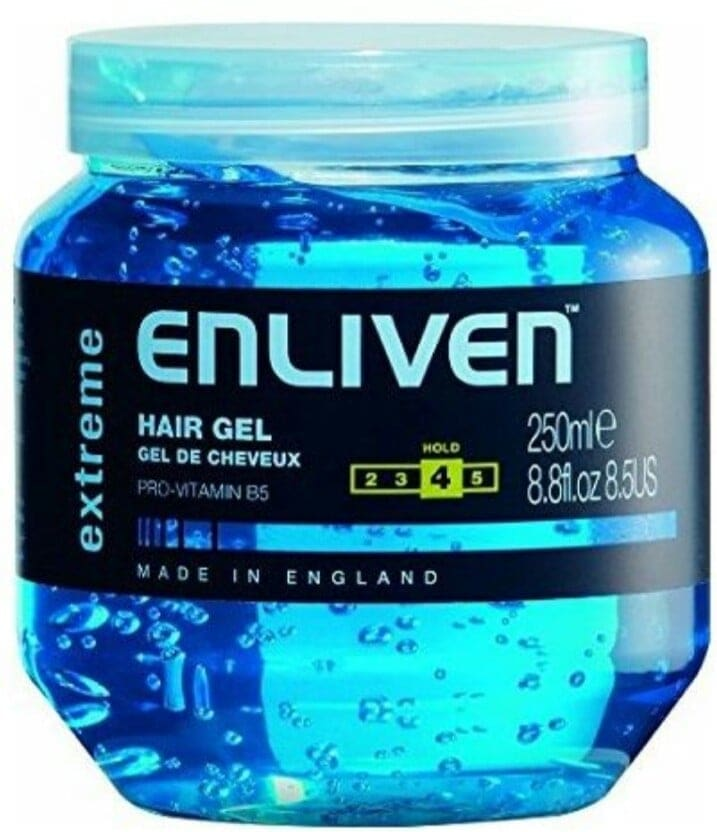 extreme
ENLIVEN™
HAIR GEL
GEL DE CHEVEUX
PRO-VITAMIN B5
HOLD
2 3 4 5
250ml℮
8.8fl.oz 8.5US
MADE IN ENGLAND